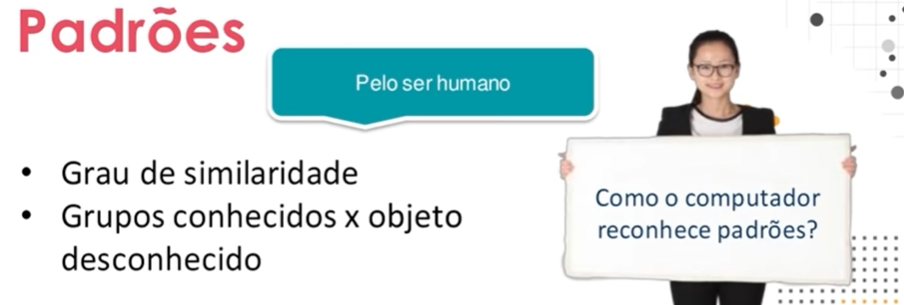 Padrões
Pelo ser humano
• Grau de similaridade
• Grupos conhecidos x objeto
desconhecido
Como o computador
reconhece padrões?